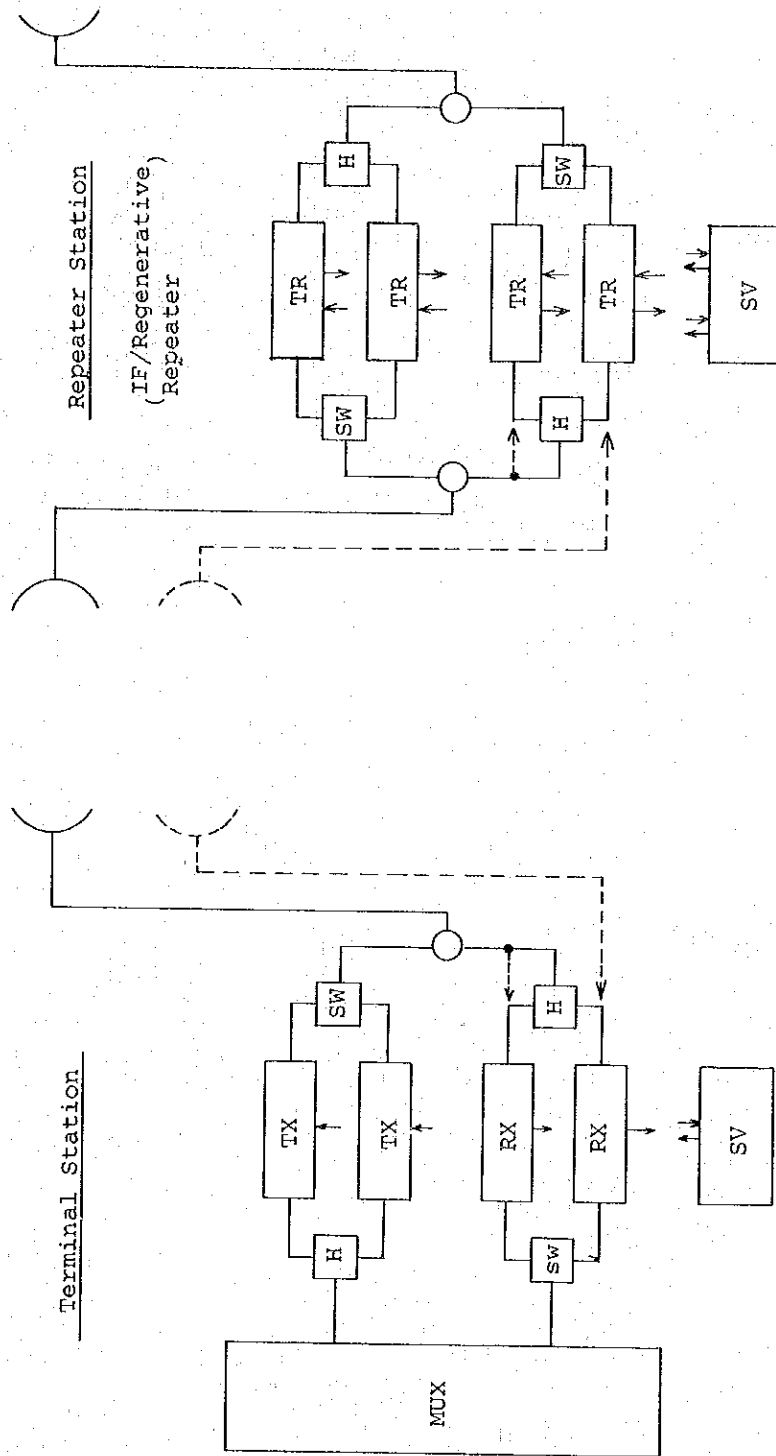 Terminal Station
MUX
H
TX
TX
SW
SW
RX
RX
H
SV
Repeater Station
(IF/Regenerative
Repeater)
SW
TR
TR
H
H
TR
TR
SW
SV